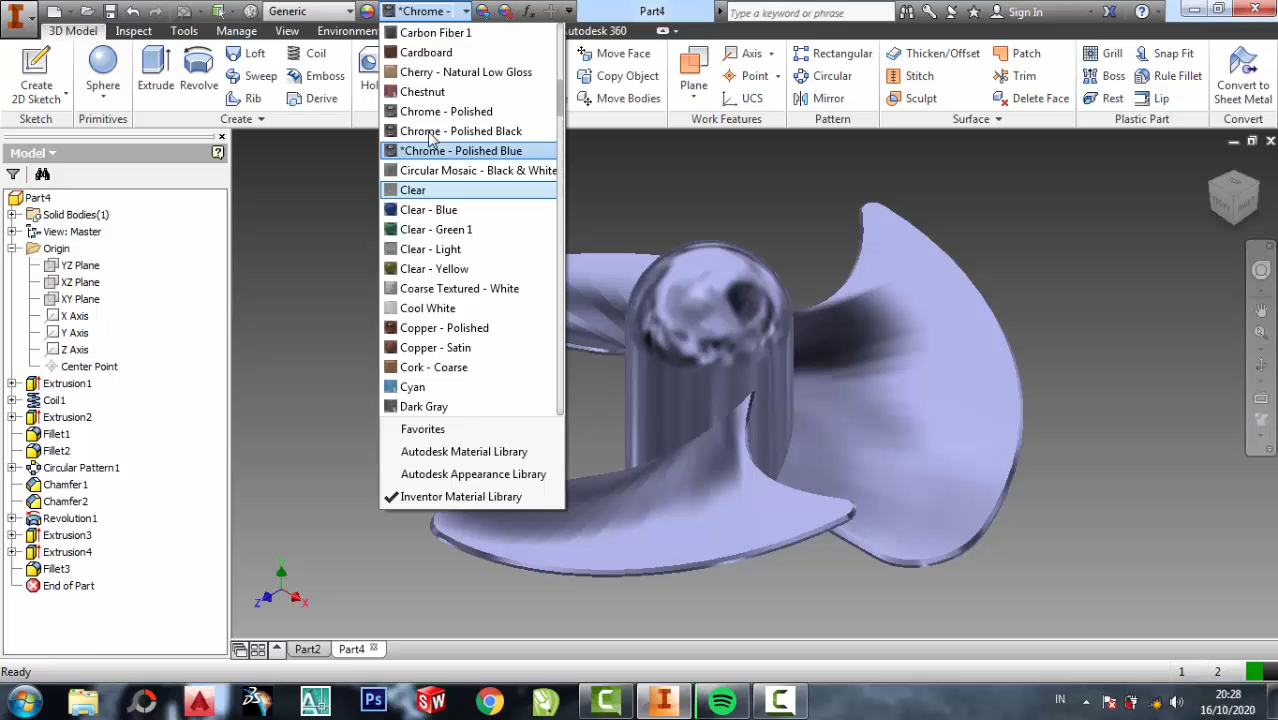 Generic
*Chrome -
Part4
Type a keyword or phrase
Sign In
3D Model
Inspect
Tools
Manage
View
Environmen
Autodesk 360
Create
2D Sketch
Sketch
Sphere
Primitives
Extrude
Revolve
Loft
Sweep
Rib
Coil
Emboss
Derive
Create
Move Face
Copy Object
Move Bodies
Plane
Axis
Point
UCS
Work Features
Rectangular
Circular
Mirror
Pattern
Thicken/Offset
Stitch
Sculpt
Patch
Trim
Delete Face
Surface
Grill
Boss
Rest
Snap Fit
Rule Fillet
Lip
Plastic Part
Convert to
Sheet Metal
Convert
Carbon Fiber 1
Cardboard
Cherry - Natural Low Gloss
Chestnut
Chrome - Polished
Chrome - Polished Black
*Chrome - Polished Blue
Circular Mosaic - Black & White
Clear
Clear - Blue
Clear - Green 1
Clear - Light
Clear - Yellow
Coarse Textured - White
Cool White
Copper - Polished
Copper - Satin
Cork - Coarse
Cyan
Dark Gray
Favorites
Autodesk Material Library
Autodesk Appearance Library
Inventor Material Library
Model
Part4
Solid Bodies(1)
View: Master
Origin
YZ Plane
XZ Plane
XY Plane
X Axis
Y Axis
Z Axis
Center Point
Extrusion1
Coil1
Extrusion2
Fillet1
Fillet2
Circular Pattern1
Chamfer1
Chamfer2
Revolution1
Extrusion3
Extrusion4
Fillet3
End of Part
Z
X
Part2
Part4
Ready
1
2
IN
20:28
16/10/2020